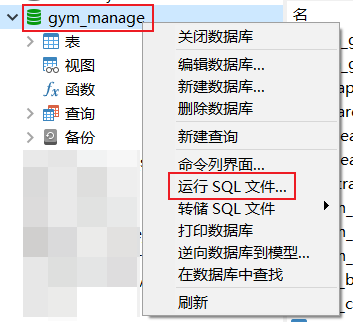 gym_manage
表
视图
函数
查询
备份
关闭数据库
编辑数据库...
新建数据库...
删除数据库
新建查询
命令列界面...
运行 SQL 文件...
转储 SQL 文件
打印数据库
逆向数据库到模型...
在数据库中查找
刷新
名